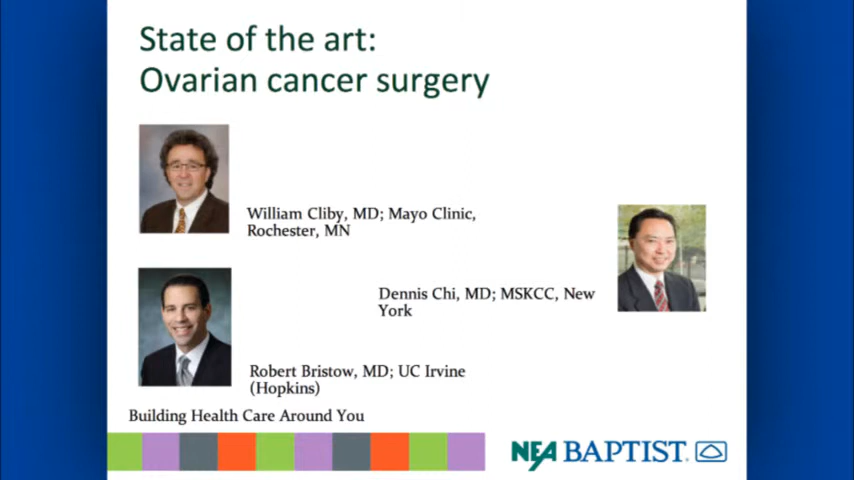 State of the art:
Ovarian cancer surgery
William Cliby, MD; Mayo Clinic,
Rochester, MN
Dennis Chi, MD; MSKCC, New
York
Robert Bristow, MD; UC Irvine
(Hopkins)
Building Health Care Around You
NEA BAPTIST